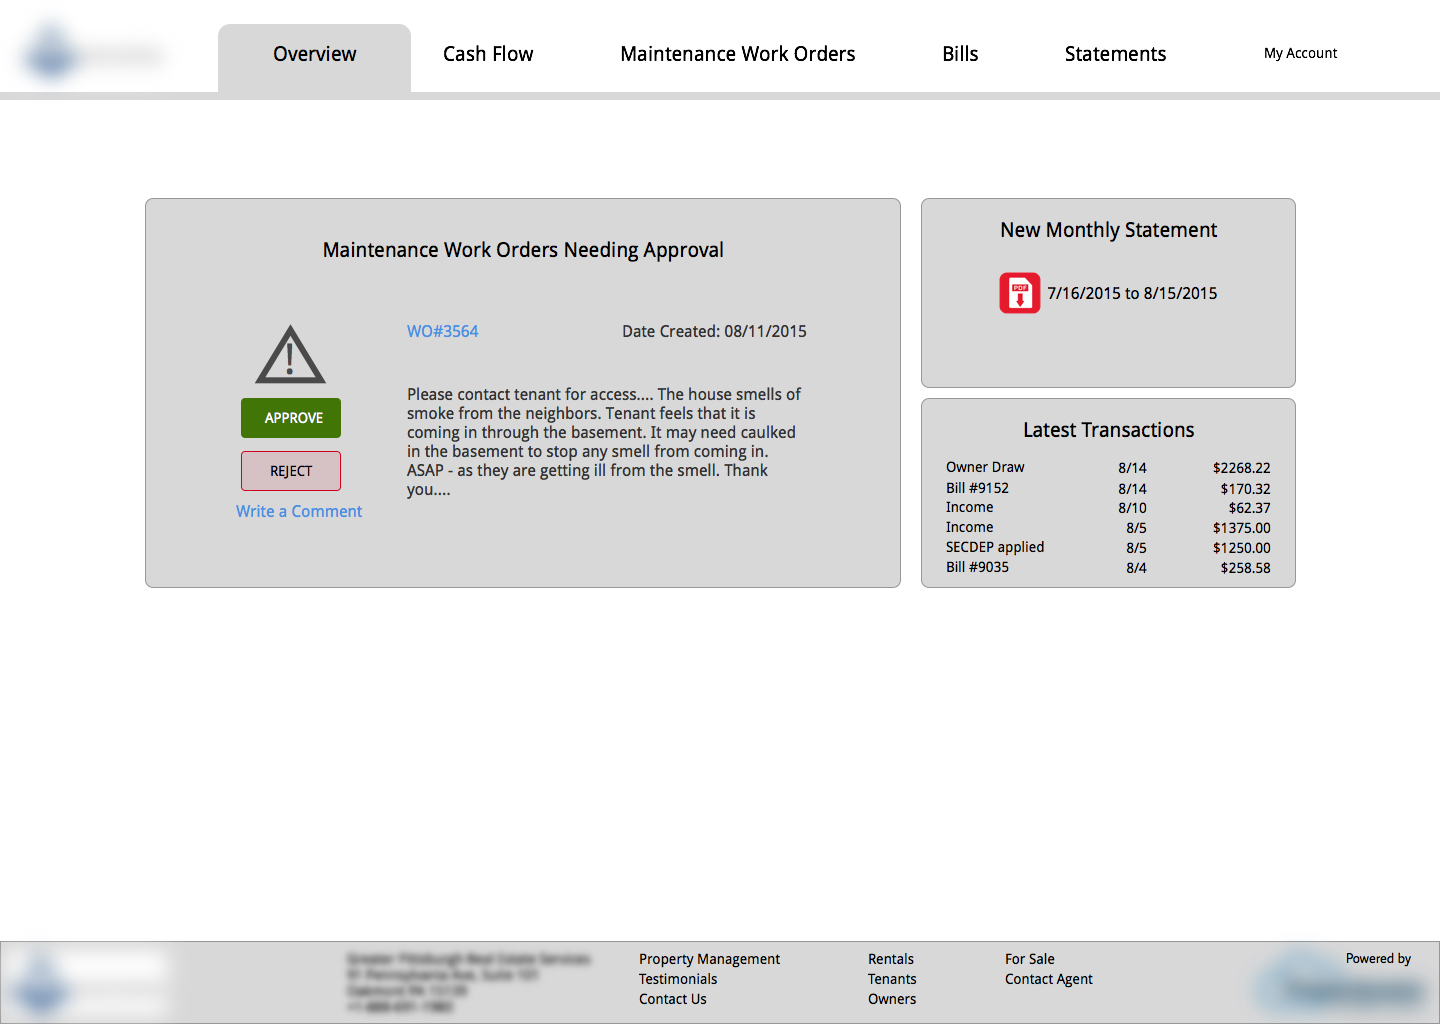 Overview
Cash Flow
Maintenance Work Orders
Bills
Statements
My Account
Maintenance Work Orders Needing Approval
WO#3564
Date Created: 08/11/2015
APPROVE
REJECT
Write a Comment
Please contact tenant for access.... The house smells of
smoke from the neighbors. Tenant feels that it is
coming in through the basement. It may need caulked
in the basement to stop any smell from coming in.
ASAP - as they are getting ill from the smell. Thank
you....
New Monthly Statement
PDF
7/16/2015 to 8/15/2015
Latest Transactions
Owner Draw 8/14 $2268.22
Bill #9152 8/14 $170.32
Income 8/10 $62.37
Income 8/5 $1375.00
SECDEP applied 8/5 $1250.00
Bill #9035 8/4 $258.58
Property Management
Testimonials
Contact Us
Rentals
Tenants
Owners
For Sale
Contact Agent
Powered by